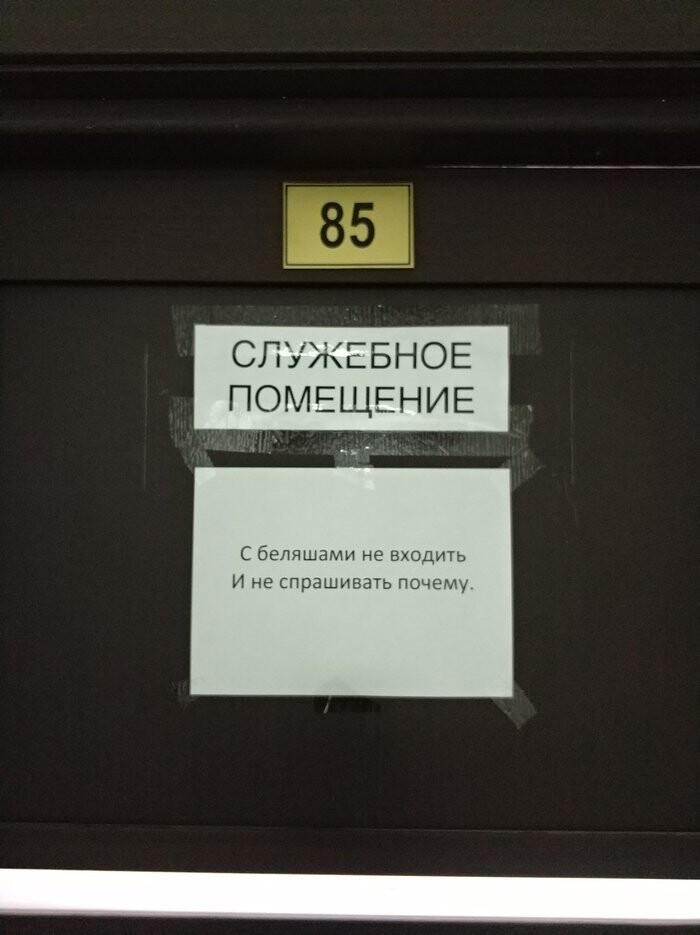 85
СЛУЖЕБНОЕ
ПОМЕЩЕНИЕ
С беляшами не входить
И не спрашивать почему.